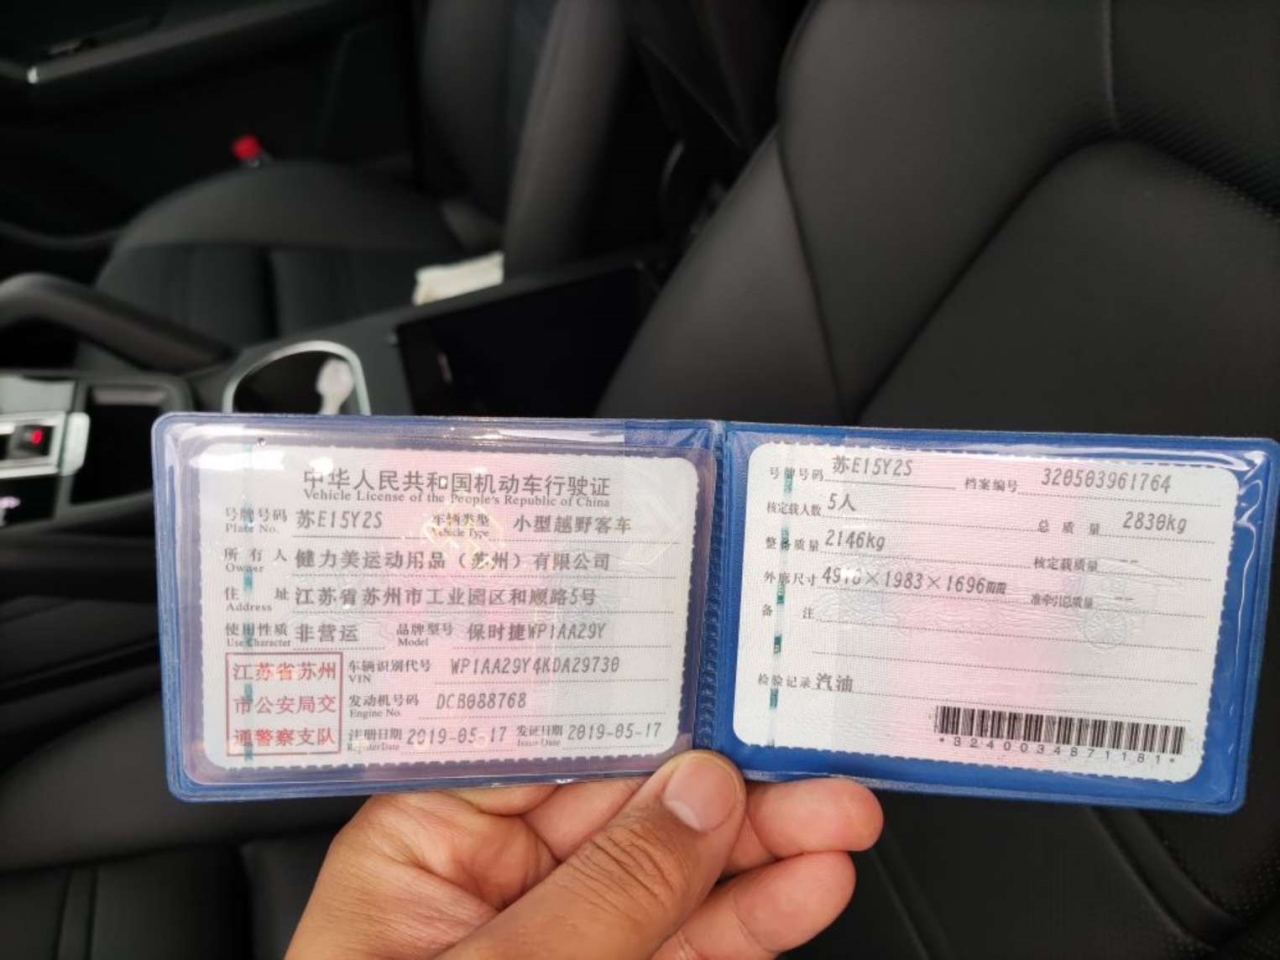 中华人民共和国机动车行驶证
Vehicle License of the People's Republic of China
号牌号码 苏E15Y2S 车辆类型 小型越野客车
Plate No. Vehicle Type
所有人 健力美运动用品（苏州）有限公司
Owner
住址 江苏省苏州市工业园区和顺路5号
Address
使用性质 非营运 品牌型号 保时捷WP1AA29Y
Use Character Model
江苏省苏州
市公安局交
通警察支队
车辆识别代号 WP1AA29Y4KDA29730
VIN
发动机号码 DCB088768
Engine No.
注册日期 2019-05-17 发证日期 2019-05-17
Register Date Issue Date
号牌号码 苏E15Y2S 档案编号 320503961764
核定载人数 5人 总质量 2830kg
整备质量 2146kg 核定载质量 --
外廓尺寸 4918×1983×1696mm 准牵引总质量 --
备注
检验记录 汽油
*3240034871181*